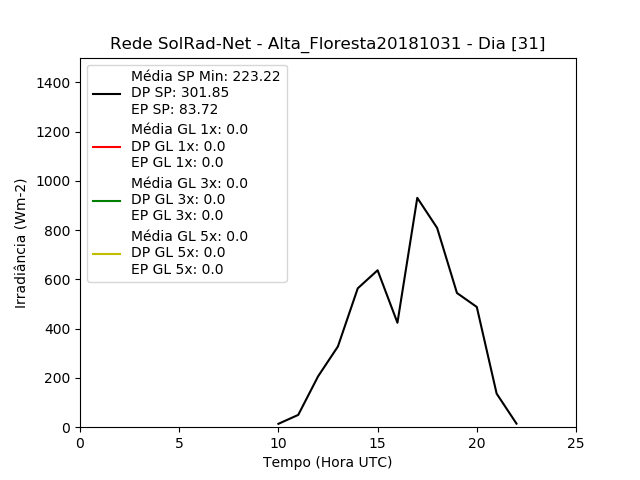 Rede SolRad-Net - Alta_Floresta20181031 - Dia [31]
1400
1200
1000
800
600
400
200
0
Irradiância (Wm-2)
Média SP Min: 223.22
DP SP: 301.85
EP SP: 83.72
Média GL 1x: 0.0
DP GL 1x: 0.0
EP GL 1x: 0.0
Média GL 3x: 0.0
DP GL 3x: 0.0
EP GL 3x: 0.0
Média GL 5x: 0.0
DP GL 5x: 0.0
EP GL 5x: 0.0
0 5 10 15 20 25
Tempo (Hora UTC)